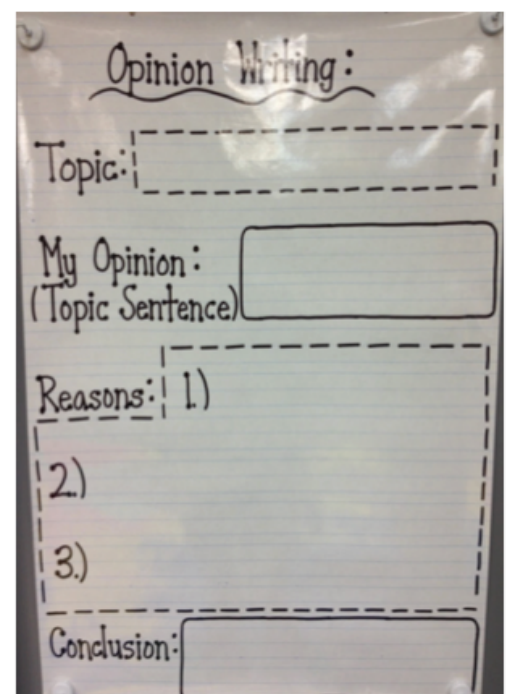 Opinion Writing:
Topic:
My Opinion:
(Topic Sentence)
Reasons: 1.)
2.)
3.)
Conclusion: